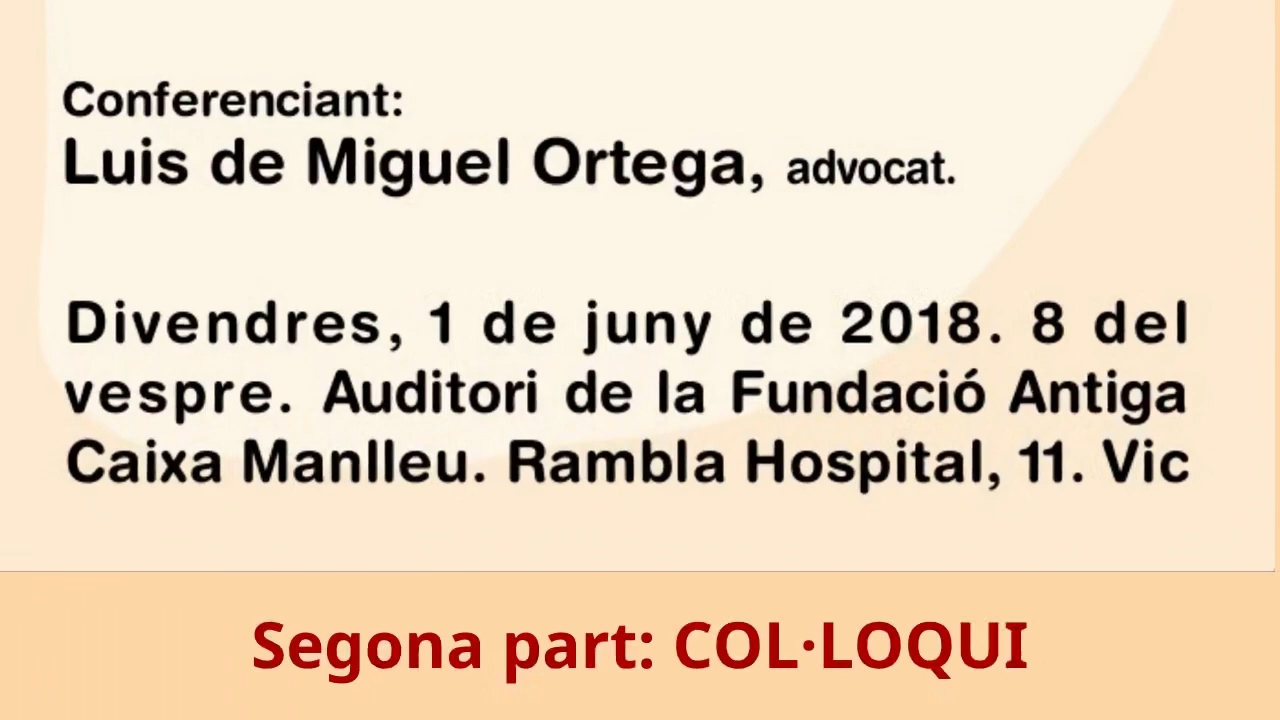 Conferenciant:
Luis de Miguel Ortega, advocat.
Divendres, 1 de juny de 2018. 8 del
vespre. Auditori de la Fundació Antiga
Caixa Manlleu. Rambla Hospital, 11. Vic
Segona part: COL·LOQUI